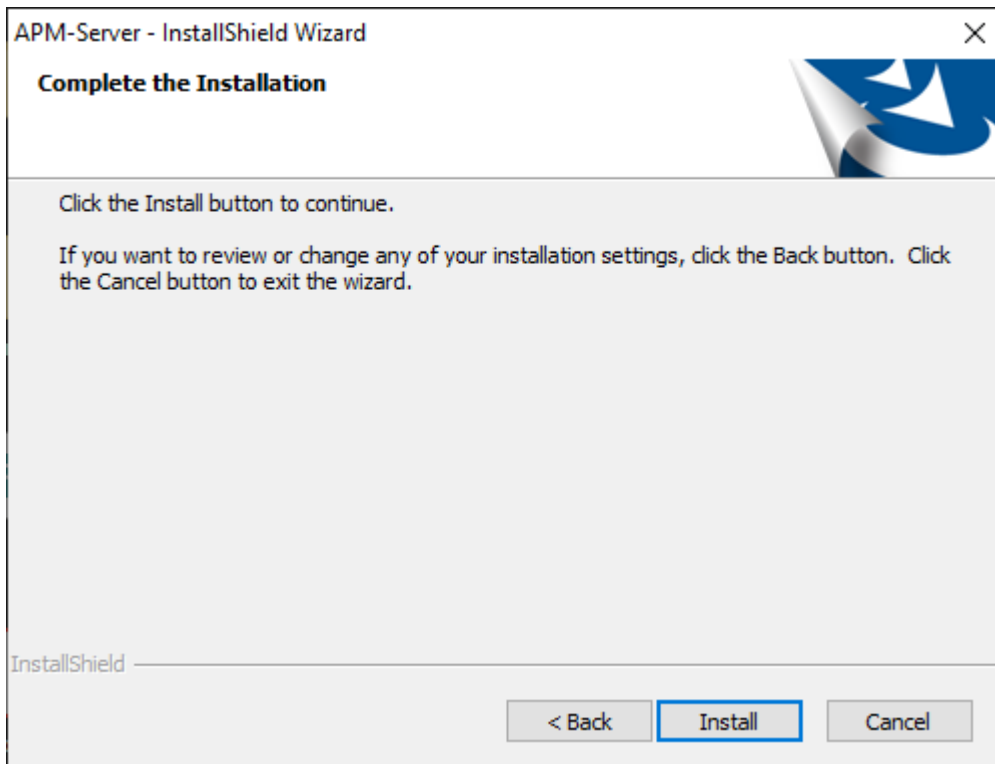 APM-Server - InstallShield Wizard
Complete the Installation
Click the Install button to continue.
If you want to review or change any of your installation settings, click the Back button.  Click
the Cancel button to exit the wizard.
InstallShield
< Back
Install
Cancel